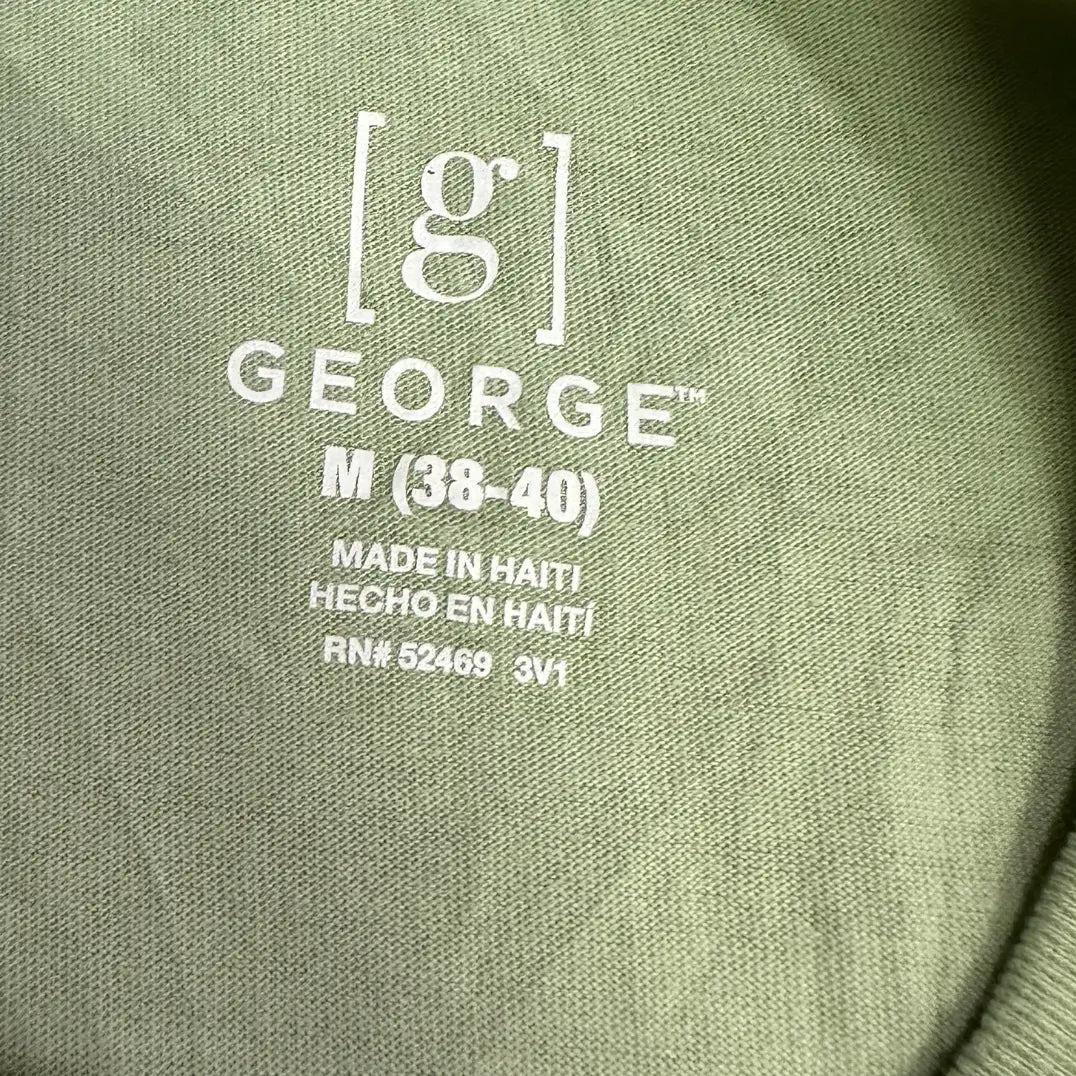 [g]
GEORGE™
M (38-40)
MADE IN HAITI
HECHO EN HAITÍ
RN# 52469 3V1